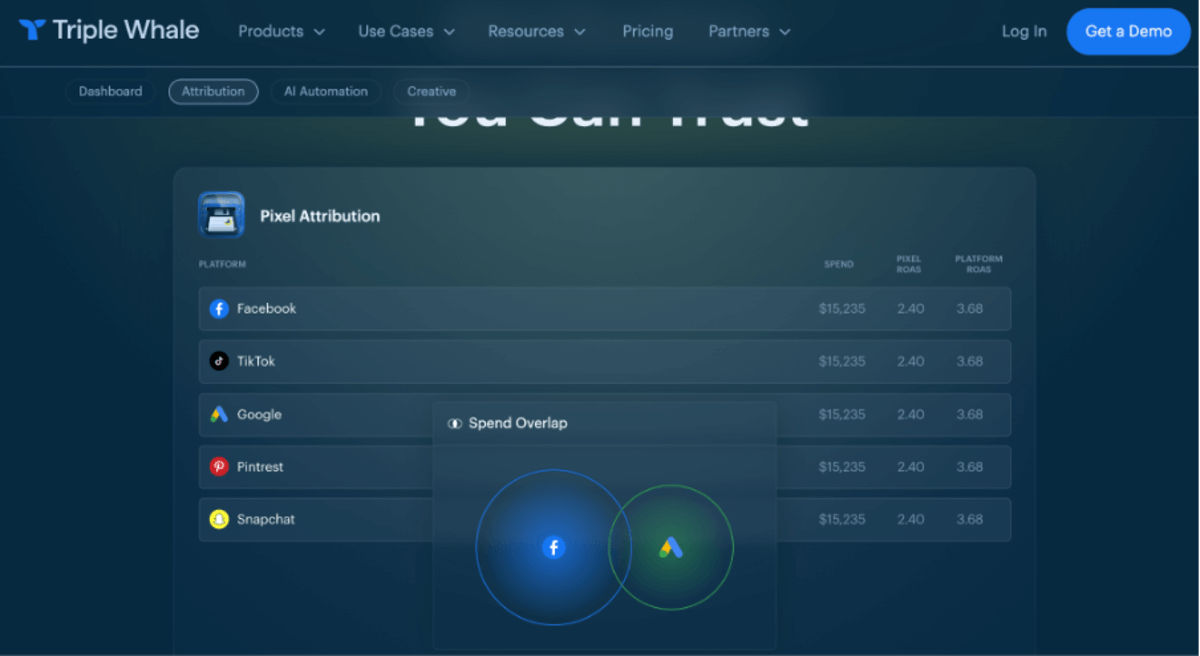 Triple Whale Products Use Cases Resources Pricing Partners Log In Get a Demo
Dashboard Attribution AI Automation Creative
You Can Trust
Pixel Attribution
PLATFORM SPEND PIXEL ROAS PLATFORM ROAS
Facebook $15,235 2.40 3.68
TikTok $15,235 2.40 3.68
Google $15,235 2.40 3.68
Spend Overlap
Pintrest $15,235 2.40 3.68
Snapchat $15,235 2.40 3.68